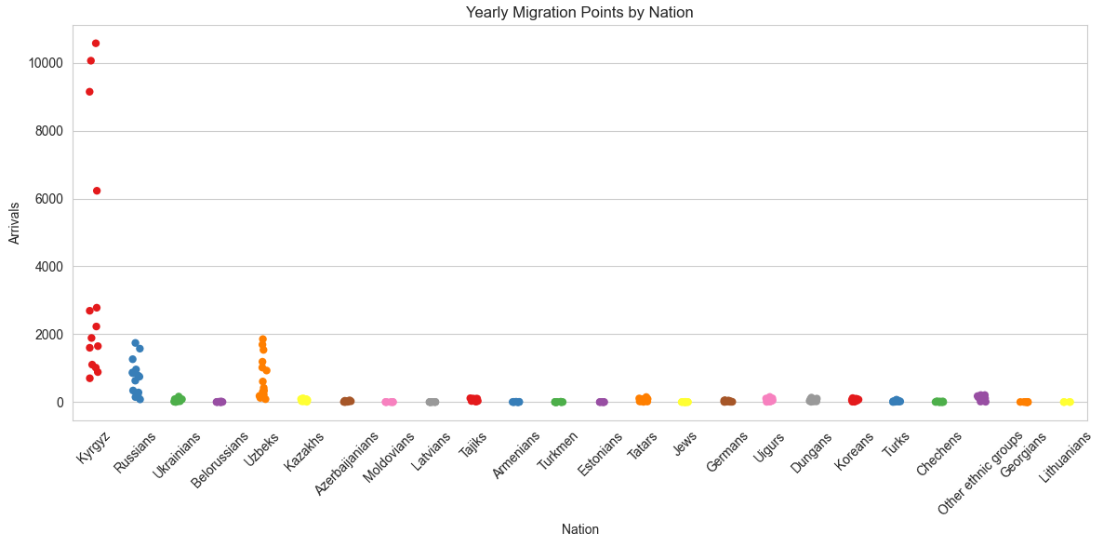 Yearly Migration Points by Nation
10000
8000
6000
4000
2000
0
Arrivals
Kyrgyz
Russians
Ukrainians
Belorussians
Uzbeks
Kazakhs
Azerbaijanians
Moldovians
Latvians
Tajiks
Armenians
Turkmen
Estonians
Tatars
Jews
Germans
Uigurs
Dungans
Koreans
Turks
Chechens
Other ethnic groups
Georgians
Lithuanians
Nation